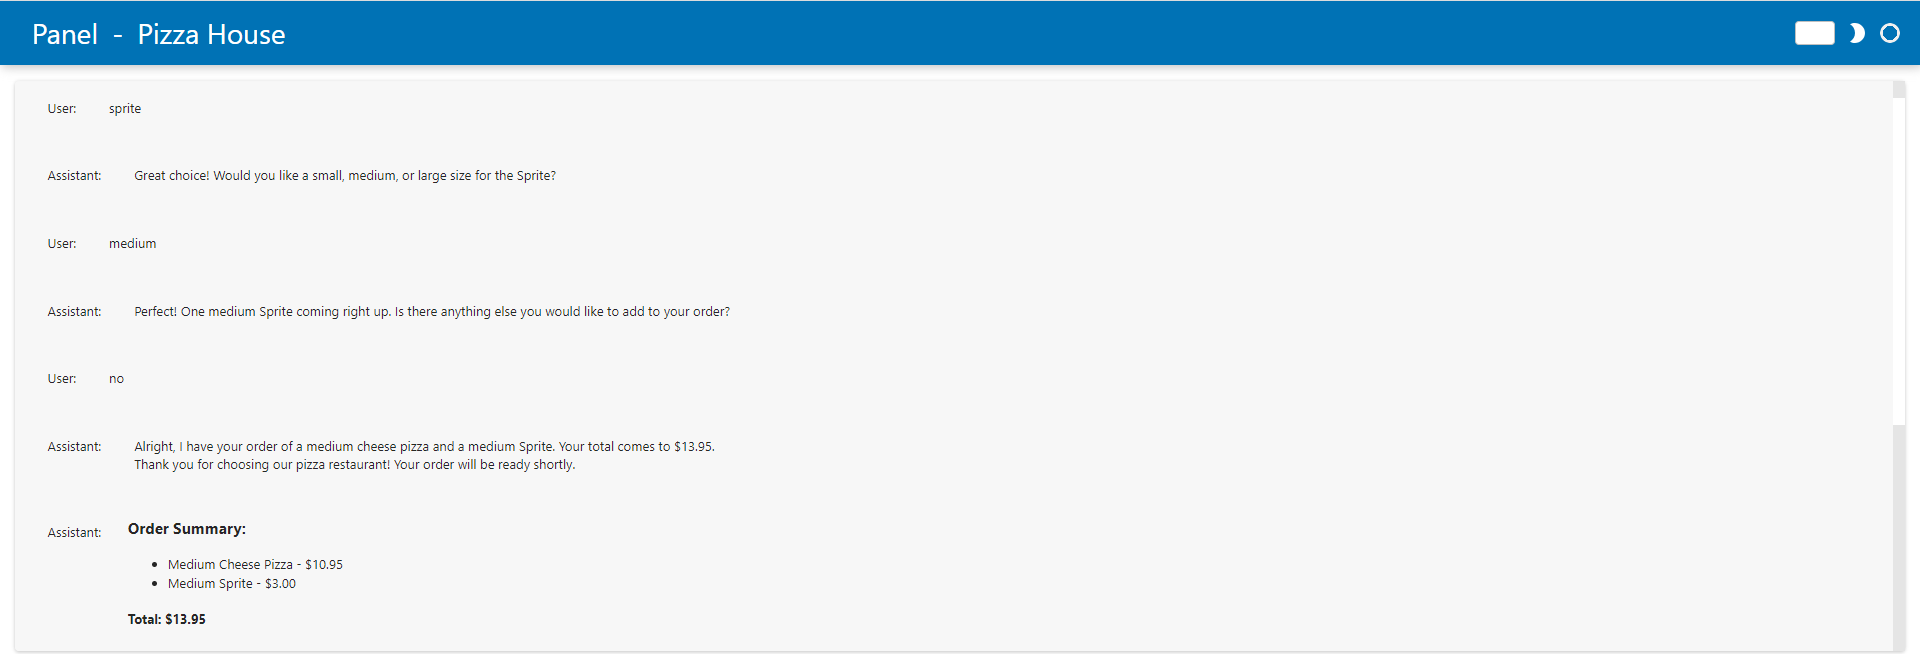 Panel - Pizza House
User: sprite
Assistant: Great choice! Would you like a small, medium, or large size for the Sprite?
User: medium
Assistant: Perfect! One medium Sprite coming right up. Is there anything else you would like to add to your order?
User: no
Assistant: Alright, I have your order of a medium cheese pizza and a medium Sprite. Your total comes to $13.95.
Thank you for choosing our pizza restaurant! Your order will be ready shortly.
Assistant: Order Summary:
• Medium Cheese Pizza - $10.95
• Medium Sprite - $3.00
Total: $13.95